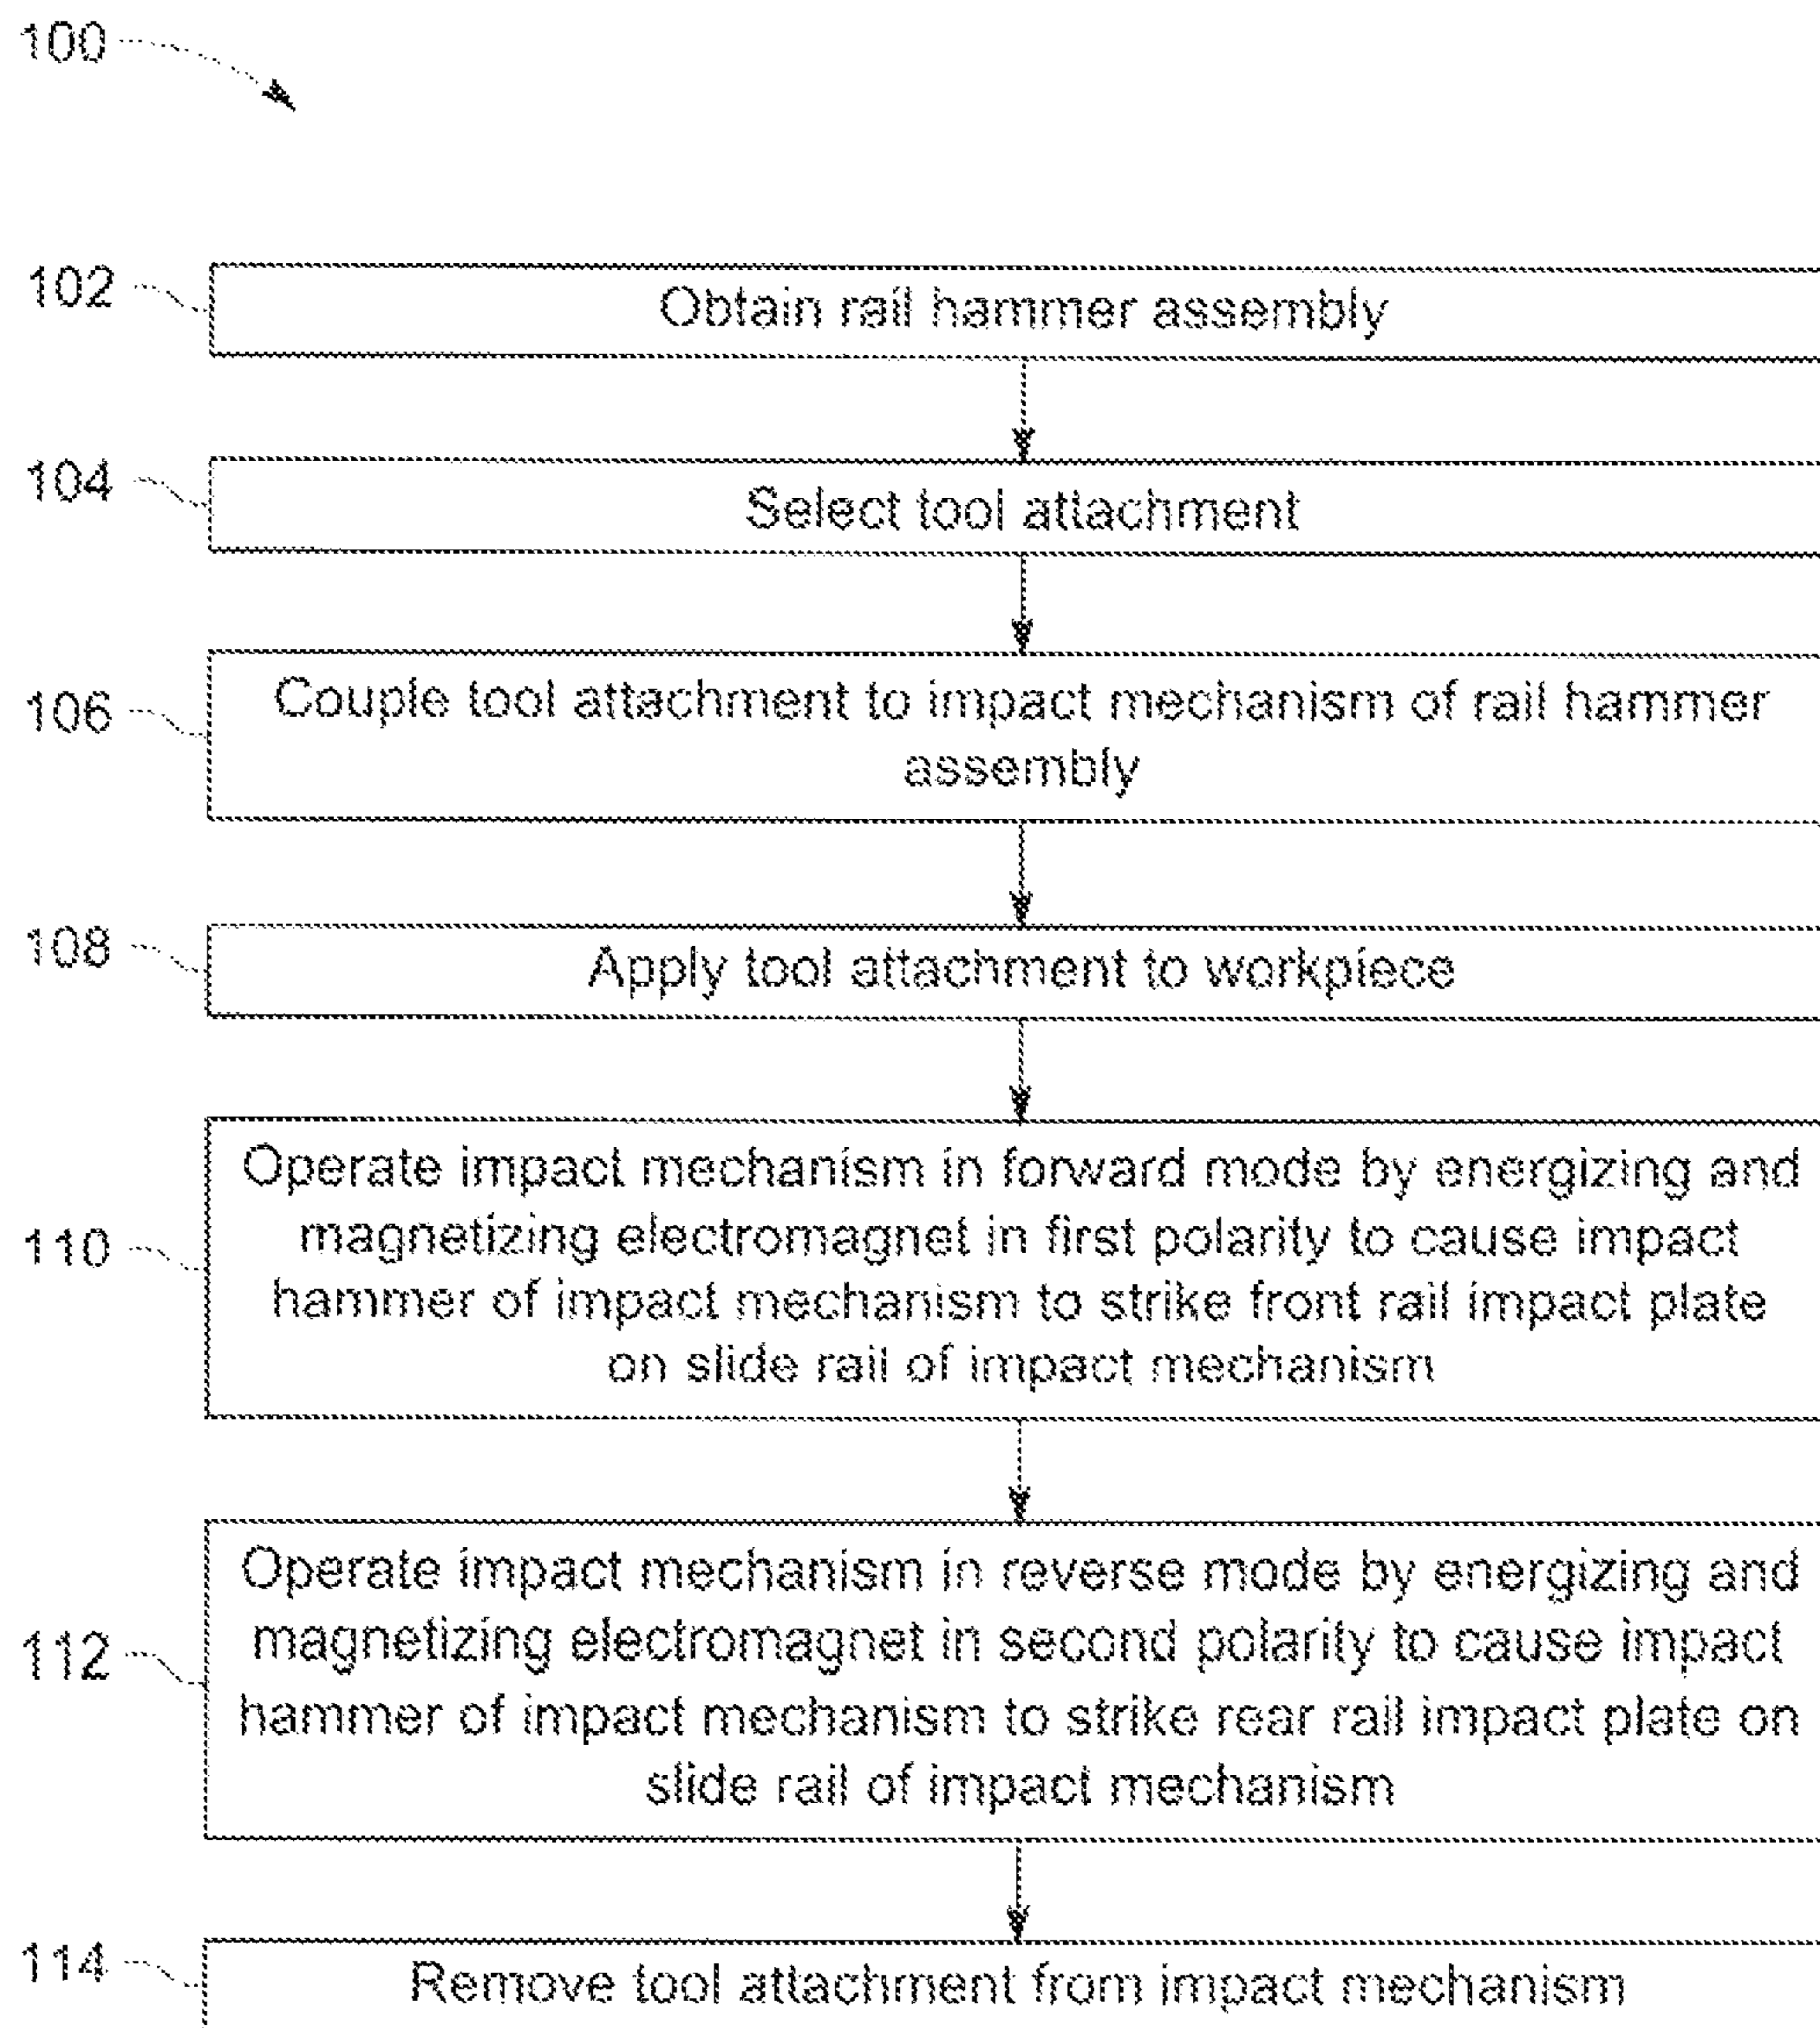 100
102
Obtain rail hammer assembly
104
Select tool attachment
106
Couple tool attachment to impact mechanism of rail hammer
assembly
108
Apply tool attachment to workpiece
110
Operate impact mechanism in forward mode by energizing and
magnetizing electromagnet in first polarity to cause impact
hammer of impact mechanism to strike front rail impact plate
on slide rail of impact mechanism
112
Operate impact mechanism in reverse mode by energizing and
magnetizing electromagnet in second polarity to cause impact
hammer of impact mechanism to strike rear rail impact plate on
slide rail of impact mechanism
114
Remove tool attachment from impact mechanism